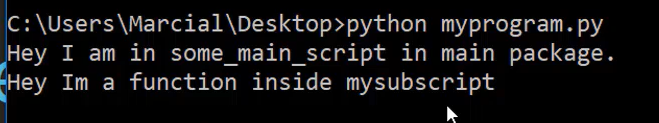 C:\Users\Marcial\Desktop>python myprogram.py
Hey I am in some_main_script in main package.
Hey Im a function inside mysubscript